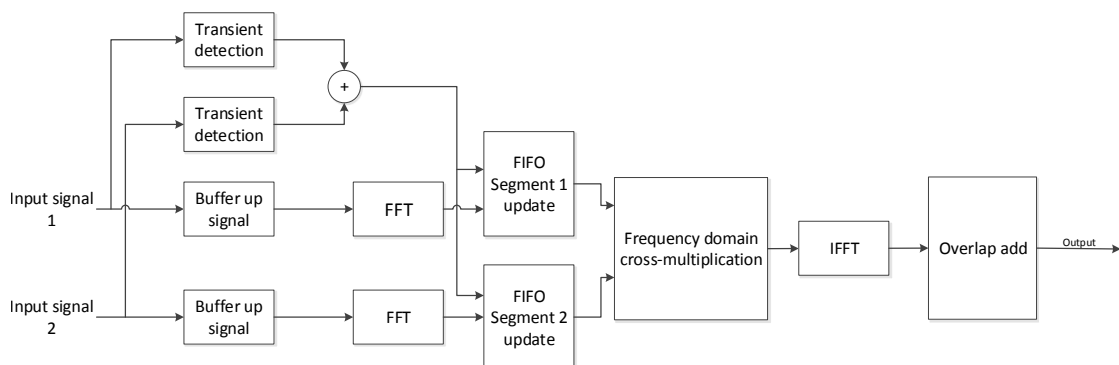 Transient
detection
+
Transient
detection
Input signal
1
Buffer up
signal
FFT
FIFO
Segment 1
update
Frequency domain
cross-multiplication
IFFT
Overlap add
Output
Input signal
2
Buffer up
signal
FFT
FIFO
Segment 2
update